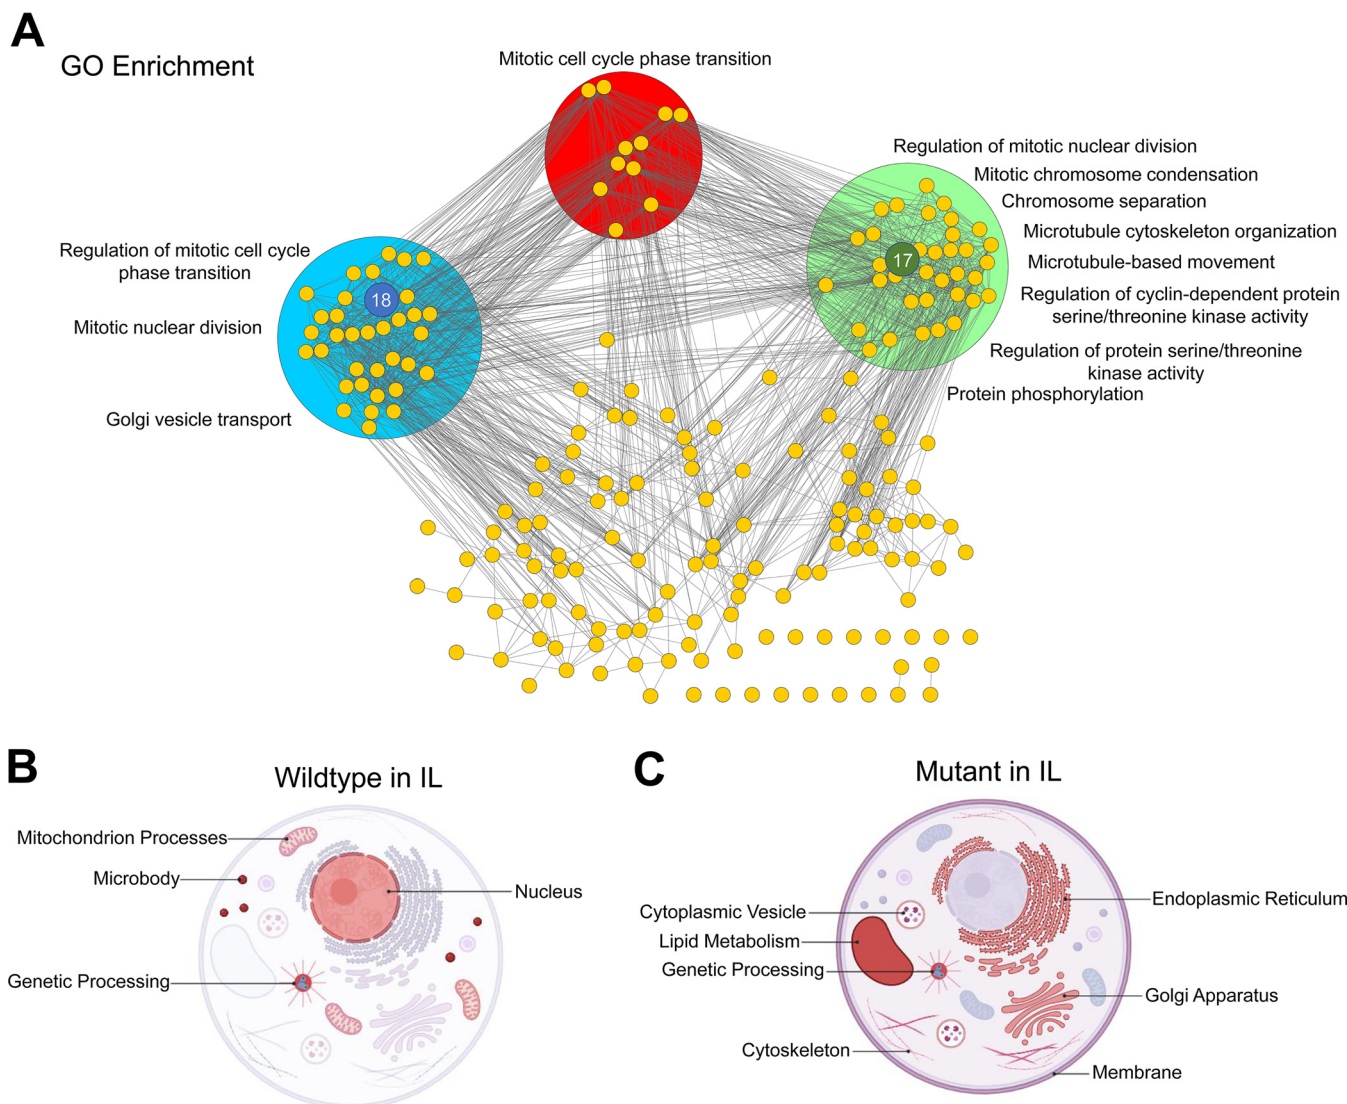 A
GO Enrichment
Mitotic cell cycle phase transition
Regulation of mitotic nuclear division
Mitotic chromosome condensation
Chromosome separation
Microtubule cytoskeleton organization
Microtubule-based movement
Regulation of cyclin-dependent protein
serine/threonine kinase activity
Regulation of protein serine/threonine
kinase activity
Protein phosphorylation
17
Regulation of mitotic cell cycle
phase transition
Mitotic nuclear division
Golgi vesicle transport
18
B
Wildtype in IL
Mitochondrion Processes
Microbody
Nucleus
Genetic Processing
C
Mutant in IL
Cytoplasmic Vesicle
Lipid Metabolism
Genetic Processing
Cytoskeleton
Endoplasmic Reticulum
Golgi Apparatus
Membrane